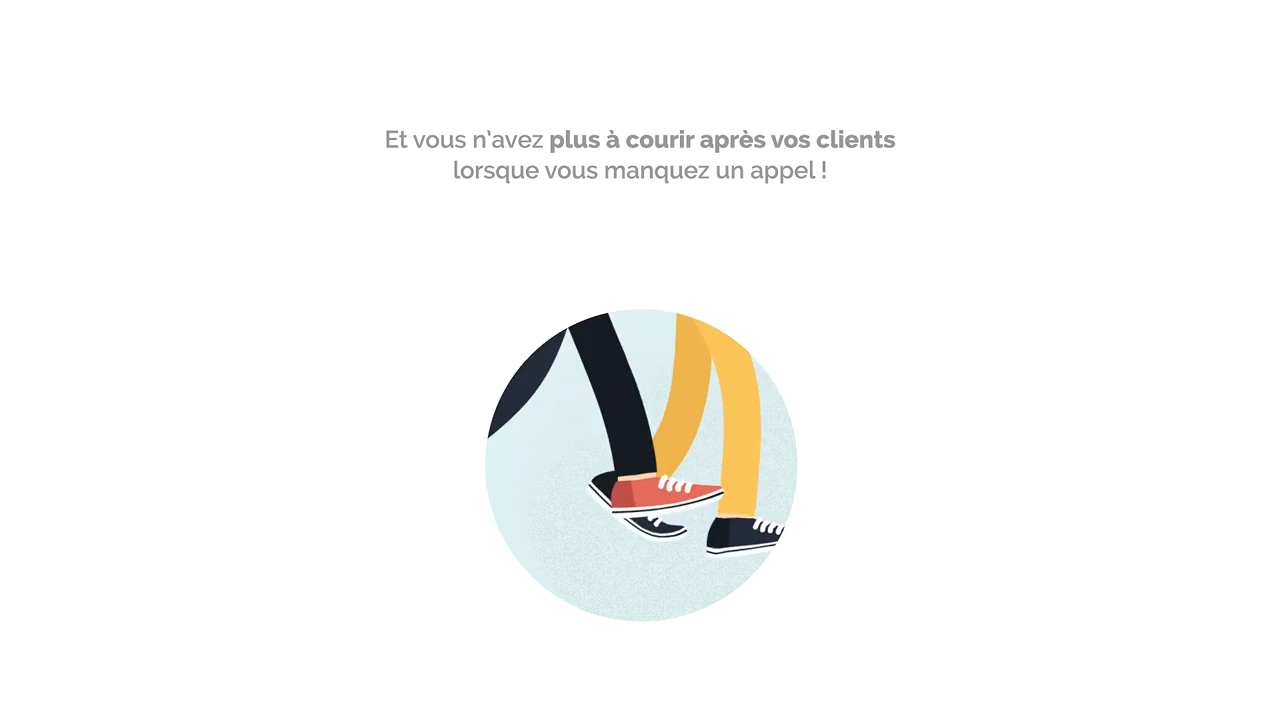 Et vous n’avez plus à courir après vos clients
lorsque vous manquez un appel !